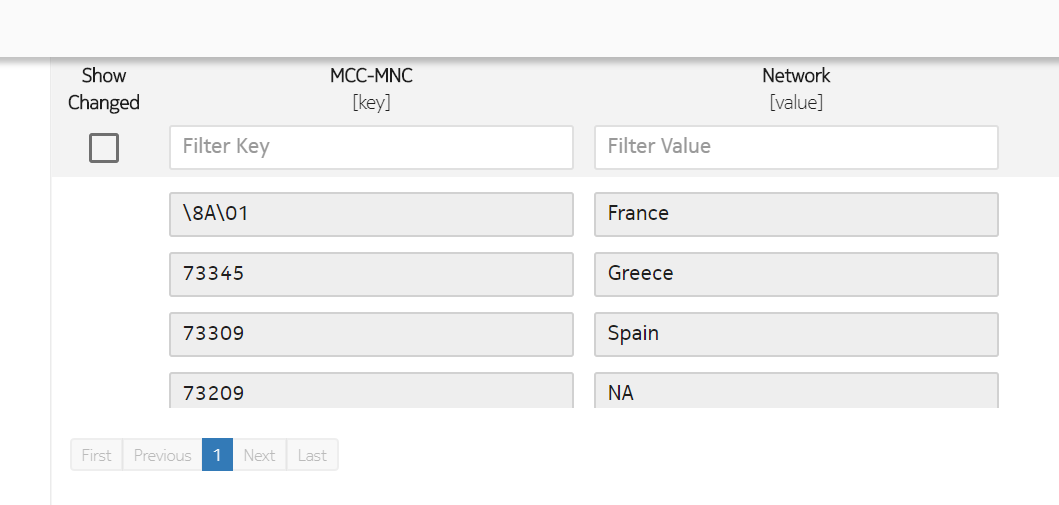 Show
Changed
MCC-MNC
[key]
Network
[value]
Filter Key
Filter Value
\8A\01
France
73345
Greece
73309
Spain
73209
NA
First Previous 1 Next Last